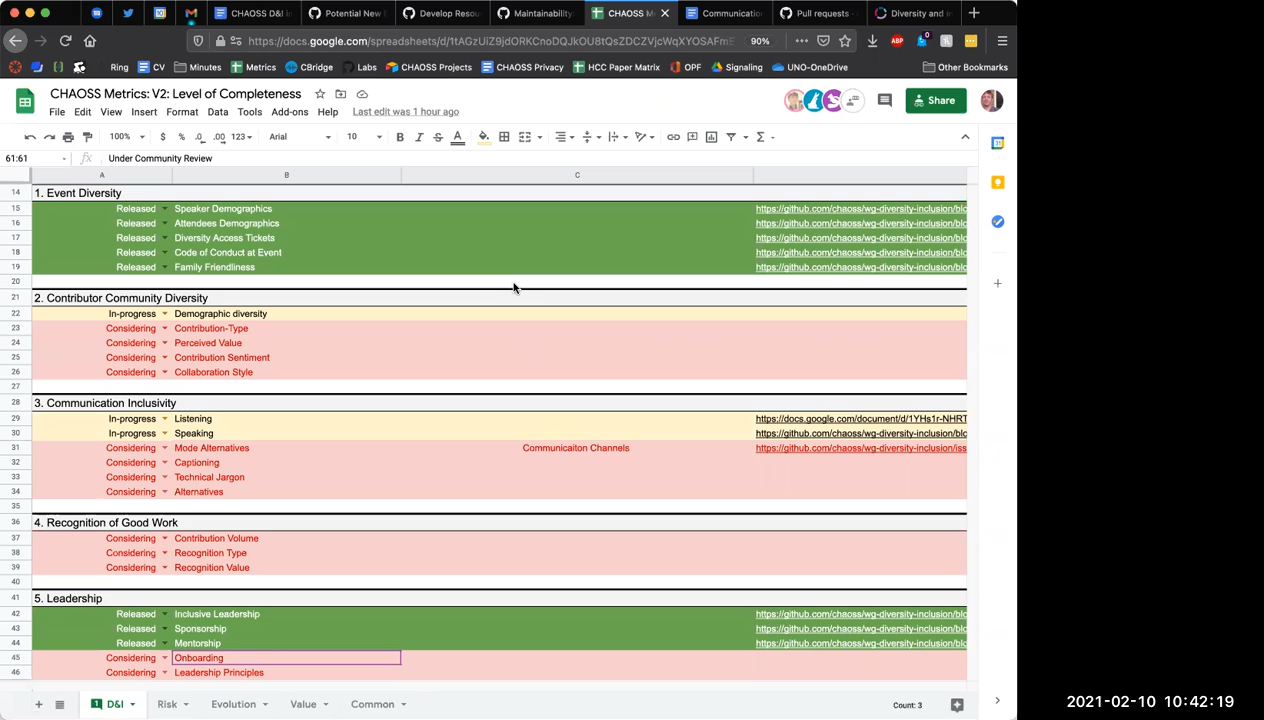 CHAOSS D&I
Potential New
Develop Resou
Maintainability
CHAOSS M
Communication
Pull requests
Diversity and in
https://docs.google.com/spreadsheets/d/1tAGzUiZ9jdORKCnoDQJkOU8tQsZDCZVjcWqXYOSAFmE
90%
ABP
0
Ring
CV
Minutes
Metrics
CBridge
Labs
CHAOSS Projects
CHAOSS Privacy
HCC Paper Matrix
OPF
Signaling
UNO-OneDrive
Other Bookmarks
CHAOSS Metrics: V2: Level of Completeness
File Edit View Insert Format Data Tools Add-ons Help Last edit was 1 hour ago
Share
100% $ % .0 .00 123 Arial 10 B I S A
61:61 fx Under Community Review
A B C
14 1. Event Diversity
15 Released Speaker Demographics https://github.com/chaoss/wg-diversity-inclusion/blo
16 Released Attendees Demographics https://github.com/chaoss/wg-diversity-inclusion/blo
17 Released Diversity Access Tickets https://github.com/chaoss/wg-diversity-inclusion/blo
18 Released Code of Conduct at Event https://github.com/chaoss/wg-diversity-inclusion/blo
19 Released Family Friendliness https://github.com/chaoss/wg-diversity-inclusion/blo
20
21 2. Contributor Community Diversity
22 In-progress Demographic diversity
23 Considering Contribution-Type
24 Considering Perceived Value
25 Considering Contribution Sentiment
26 Considering Collaboration Style
27
28 3. Communication Inclusivity
29 In-progress Listening https://docs.google.com/document/d/1YHs1r-NHRT
30 In-progress Speaking https://github.com/chaoss/wg-diversity-inclusion/blo
31 Considering Mode Alternatives Communicaiton Channels https://github.com/chaoss/wg-diversity-inclusion/iss
32 Considering Captioning
33 Considering Technical Jargon
34 Considering Alternatives
35
36 4. Recognition of Good Work
37 Considering Contribution Volume
38 Considering Recognition Type
39 Considering Recognition Value
40
41 5. Leadership
42 Released Inclusive Leadership https://github.com/chaoss/wg-diversity-inclusion/blo
43 Released Sponsorship https://github.com/chaoss/wg-diversity-inclusion/blo
44 Released Mentorship https://github.com/chaoss/wg-diversity-inclusion/blo
45 Considering Onboarding
46 Considering Leadership Principles
1 D&I Risk Evolution Value Common Count: 3
2021-02-10 10:42:19